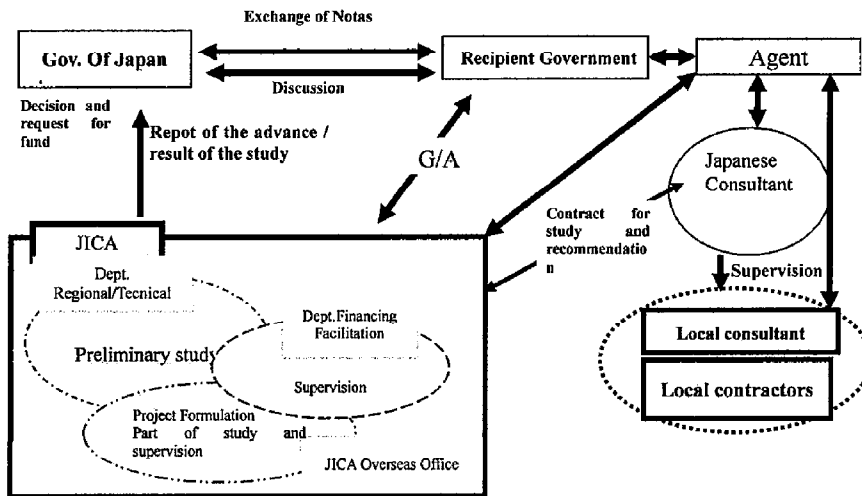 Exchange of Notas
Gov. Of Japan
Recipient Government
Agent
Discussion
Decision and
request for
fund
Repot of the advance /
result of the study
G/A
Japanese
Consultant
Contract for
study and
recommendatio
n
Supervision
JICA
Dept.
Regional/Tecnical
Dept.Financing
Facilitation
Preliminary study
Supervision
Project Formulation
Part of study and
supervision
JICA Overseas Office
Local consultant
Local contractors